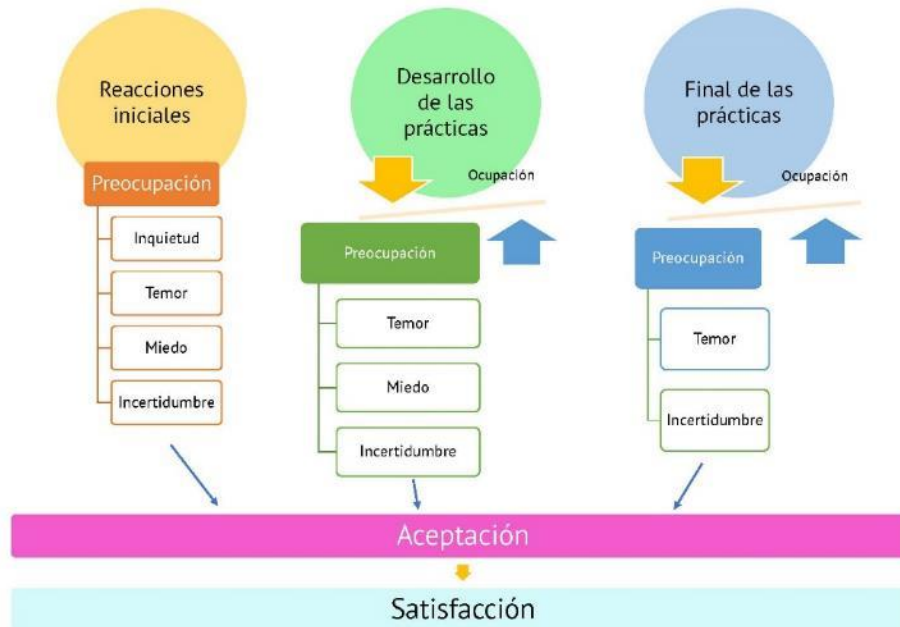 Reacciones
iniciales
Preocupación
Inquietud
Temor
Miedo
Incertidumbre
Desarrollo
de las
prácticas
Ocupación
Preocupación
Temor
Miedo
Incertidumbre
Final de las
prácticas
Ocupación
Preocupación
Temor
Incertidumbre
Aceptación
Satisfacción